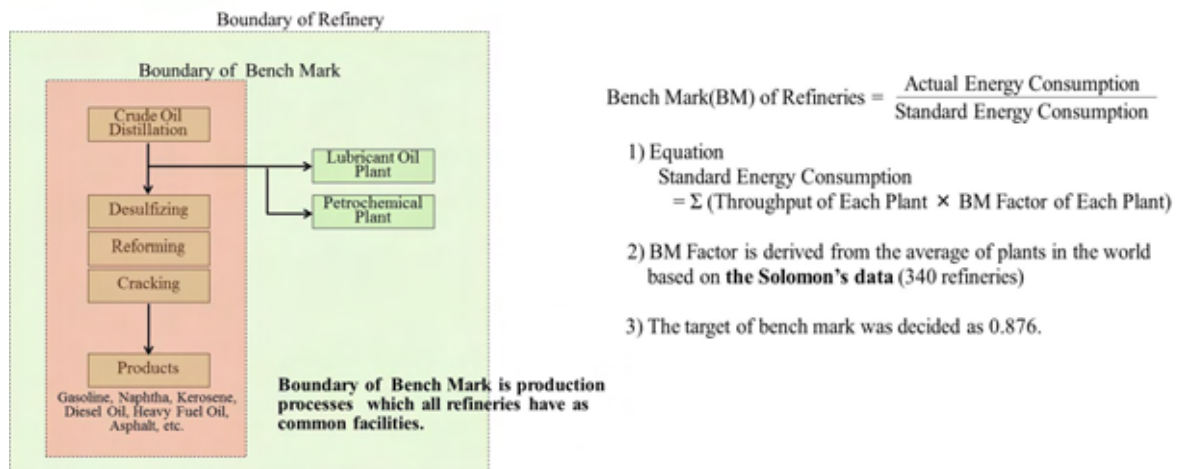 Boundary of Refinery
Boundary of Bench Mark
Crude Oil
Distillation
Lubricant Oil
Plant
Petrochemical
Plant
Desulfizing
Reforming
Cracking
Products
Gasoline, Naphtha, Kerosene,
Diesel Oil, Heavy Fuel Oil,
Asphalt, etc.
Boundary of Bench Mark is production
processes which all refineries have as
common facilities.
Bench Mark(BM) of Refineries = Actual Energy Consumption
Standard Energy Consumption
1) Equation
Standard Energy Consumption
= Σ (Throughput of Each Plant × BM Factor of Each Plant)
2) BM Factor is derived from the average of plants in the world
based on the Solomon's data (340 refineries)
3) The target of bench mark was decided as 0.876.